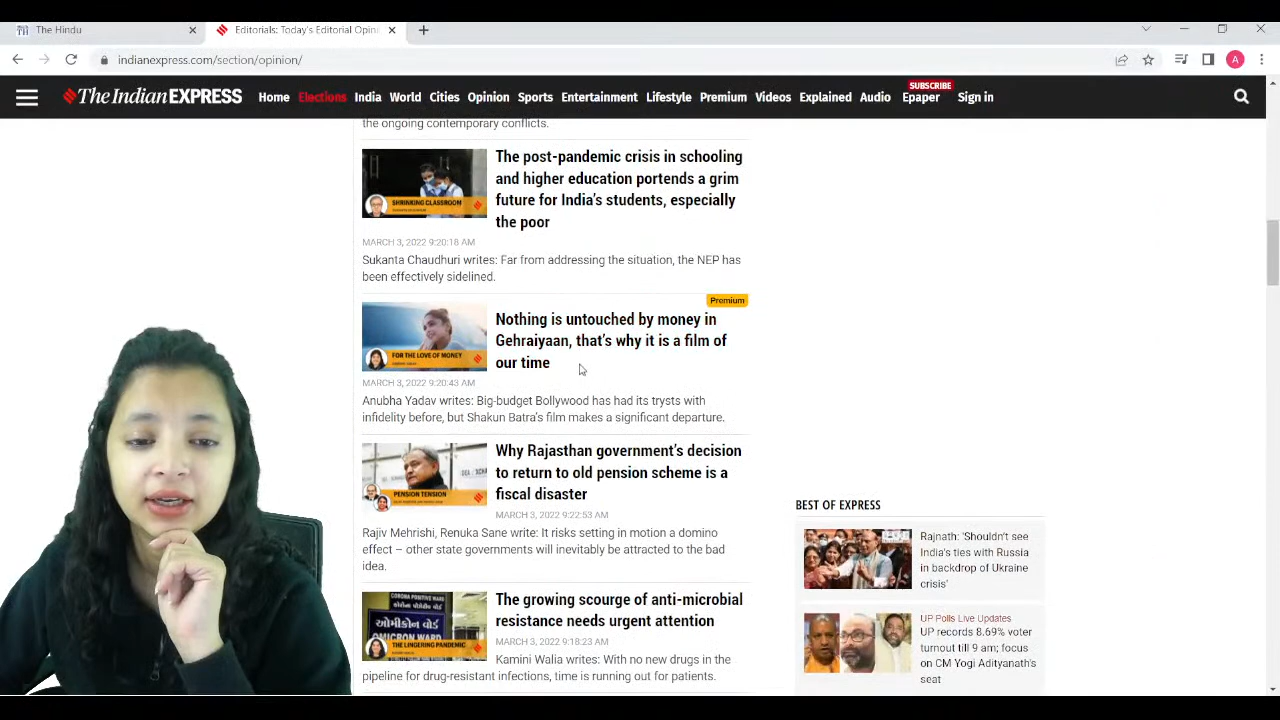 The Hindu
Editorials: Today's Editorial Opini
indianexpress.com/section/opinion/
A
The Indian EXPRESS
Home Elections India World Cities Opinion Sports Entertainment Lifestyle Premium Videos Explained Audio Epaper Sign in
SUBSCRIBE
the ongoing contemporary conflicts.
The post-pandemic crisis in schooling
and higher education portends a grim
future for India's students, especially
the poor
SHRINKING CLASSROOM
MARCH 3, 2022 9:20:18 AM
Sukanta Chaudhuri writes: Far from addressing the situation, the NEP has
been effectively sidelined.
Premium
Nothing is untouched by money in
Gehraiyaan, that's why it is a film of
our time
FOR THE LOVE OF MONEY
MARCH 3, 2022 9:20:43 AM
Anubha Yadav writes: Big-budget Bollywood has had its trysts with
infidelity before, but Shakun Batra's film makes a significant departure.
Why Rajasthan government's decision
to return to old pension scheme is a
fiscal disaster
PENSION TENSION
MARCH 3, 2022 9:22:53 AM
Rajiv Mehrishi, Renuka Sane write: It risks setting in motion a domino
effect – other state governments will inevitably be attracted to the bad
idea.
The growing scourge of anti-microbial
resistance needs urgent attention
CORONA POSITIVE WARD
ઓમીક્રોન વોર્ડ
OMICRON WARD
THE LINGERING PANDEMIC
MARCH 3, 2022 9:18:23 AM
Kamini Walia writes: With no new drugs in the
pipeline for drug-resistant infections, time is running out for patients.
BEST OF EXPRESS
Rajnath: 'Shouldn't see
India's ties with Russia
in backdrop of Ukraine
crisis'
UP Polls Live Updates
UP records 8.69% voter
turnout till 9 am; focus
on CM Yogi Adityanath's
seat